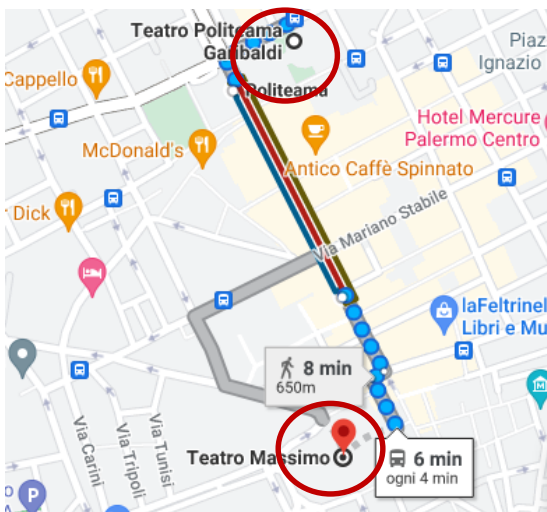 Teatro Politeama
Garibaldi
Piaz
Ignazio
Cappello
Politeama
Hotel Mercure
Palermo Centro
McDonald's
Antico Caffè Spinnato
r Dick
Via Mariano Stabile
laFeltrinel
Libri e Mu
8 min
650m
Via Carini
Via Tripoli
Via Tunisi
Teatro Massimo
6 min
ogni 4 min
P